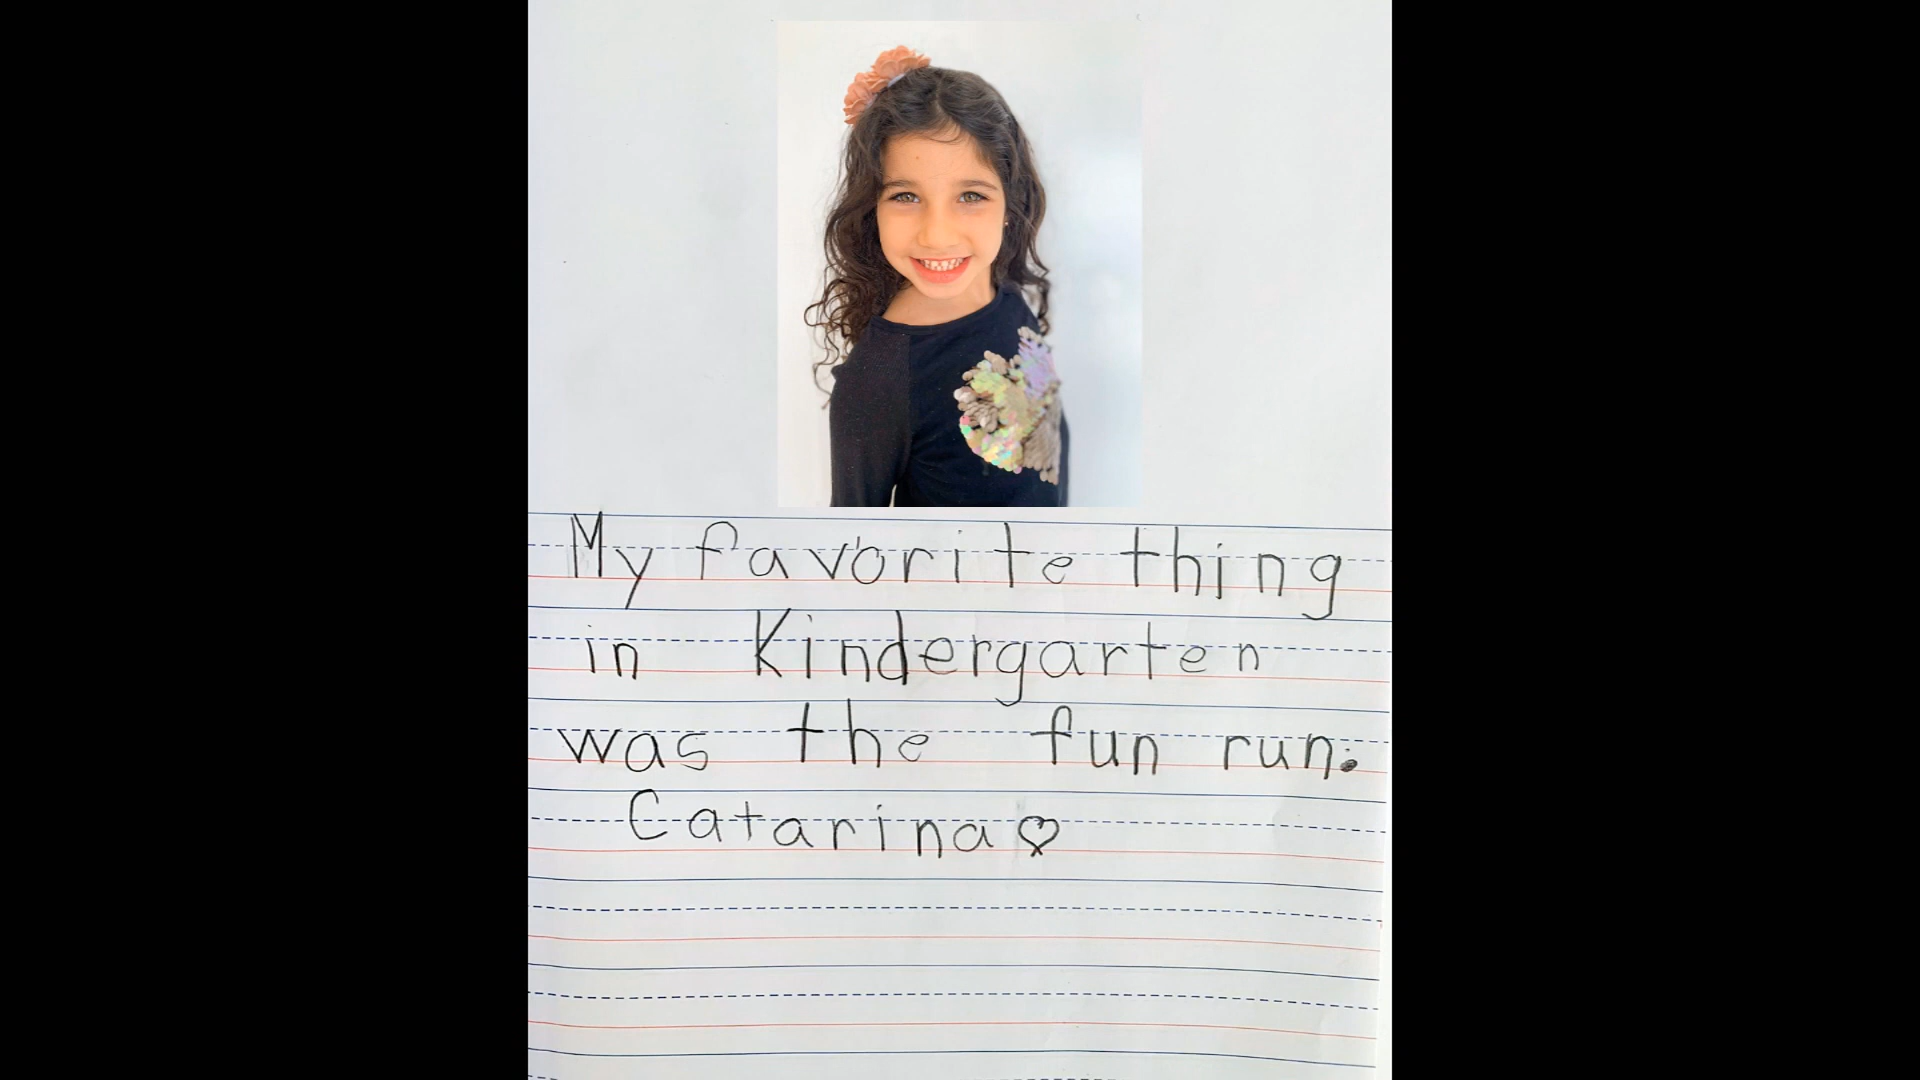 My favorite thing
in Kindergarten
was the fun run.
Catarina♡